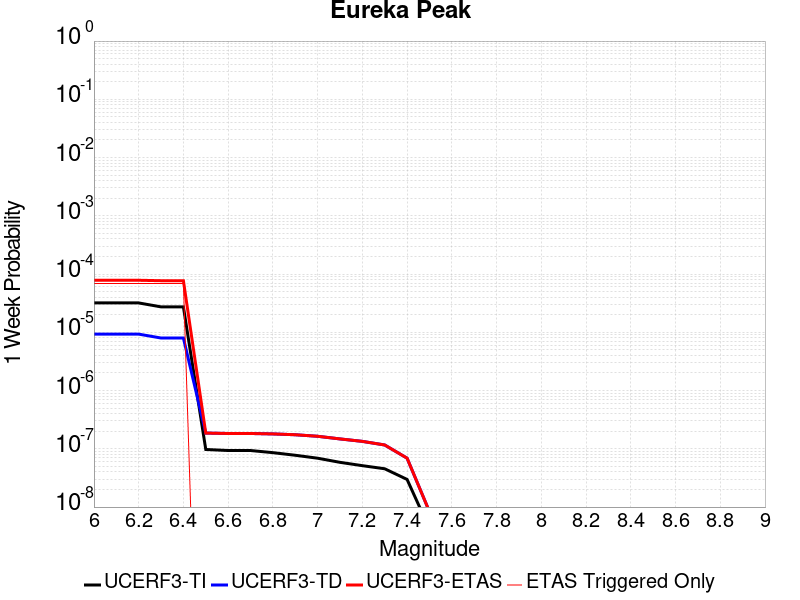 Eureka Peak
10^0
10^-1
10^-2
10^-3
10^-4
10^-5
10^-6
10^-7
10^-8
1 Week Probability
6 6.2 6.4 6.6 6.8 7 7.2 7.4 7.6 7.8 8 8.2 8.4 8.6 8.8 9
Magnitude
UCERF3-TI UCERF3-TD UCERF3-ETAS ETAS Triggered Only